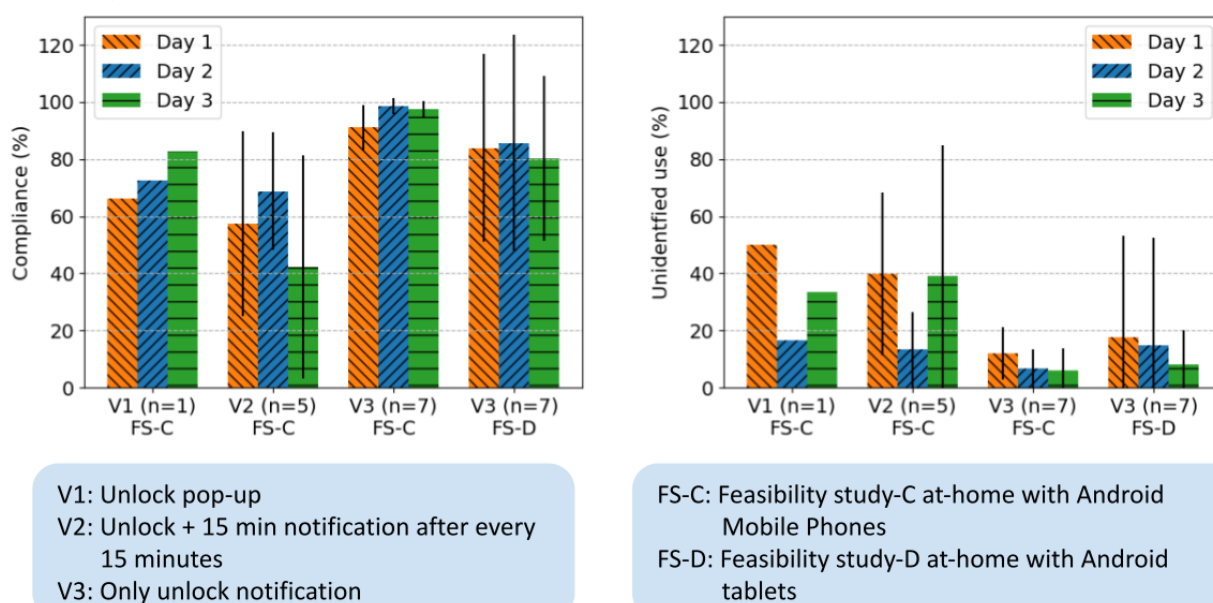 120
100
80
60
40
20
0
Compliance (%)
Day 1
Day 2
Day 3
V1 (n=1)
FS-C
V2 (n=5)
FS-C
V3 (n=7)
FS-C
V3 (n=7)
FS-D
120
100
80
60
40
20
0
Unidentfied use (%)
Day 1
Day 2
Day 3
V1 (n=1)
FS-C
V2 (n=5)
FS-C
V3 (n=7)
FS-C
V3 (n=7)
FS-D
V1: Unlock pop-up
V2: Unlock + 15 min notification after every
15 minutes
V3: Only unlock notification
FS-C: Feasibility study-C at-home with Android
Mobile Phones
FS-D: Feasibility study-D at-home with Android
tablets